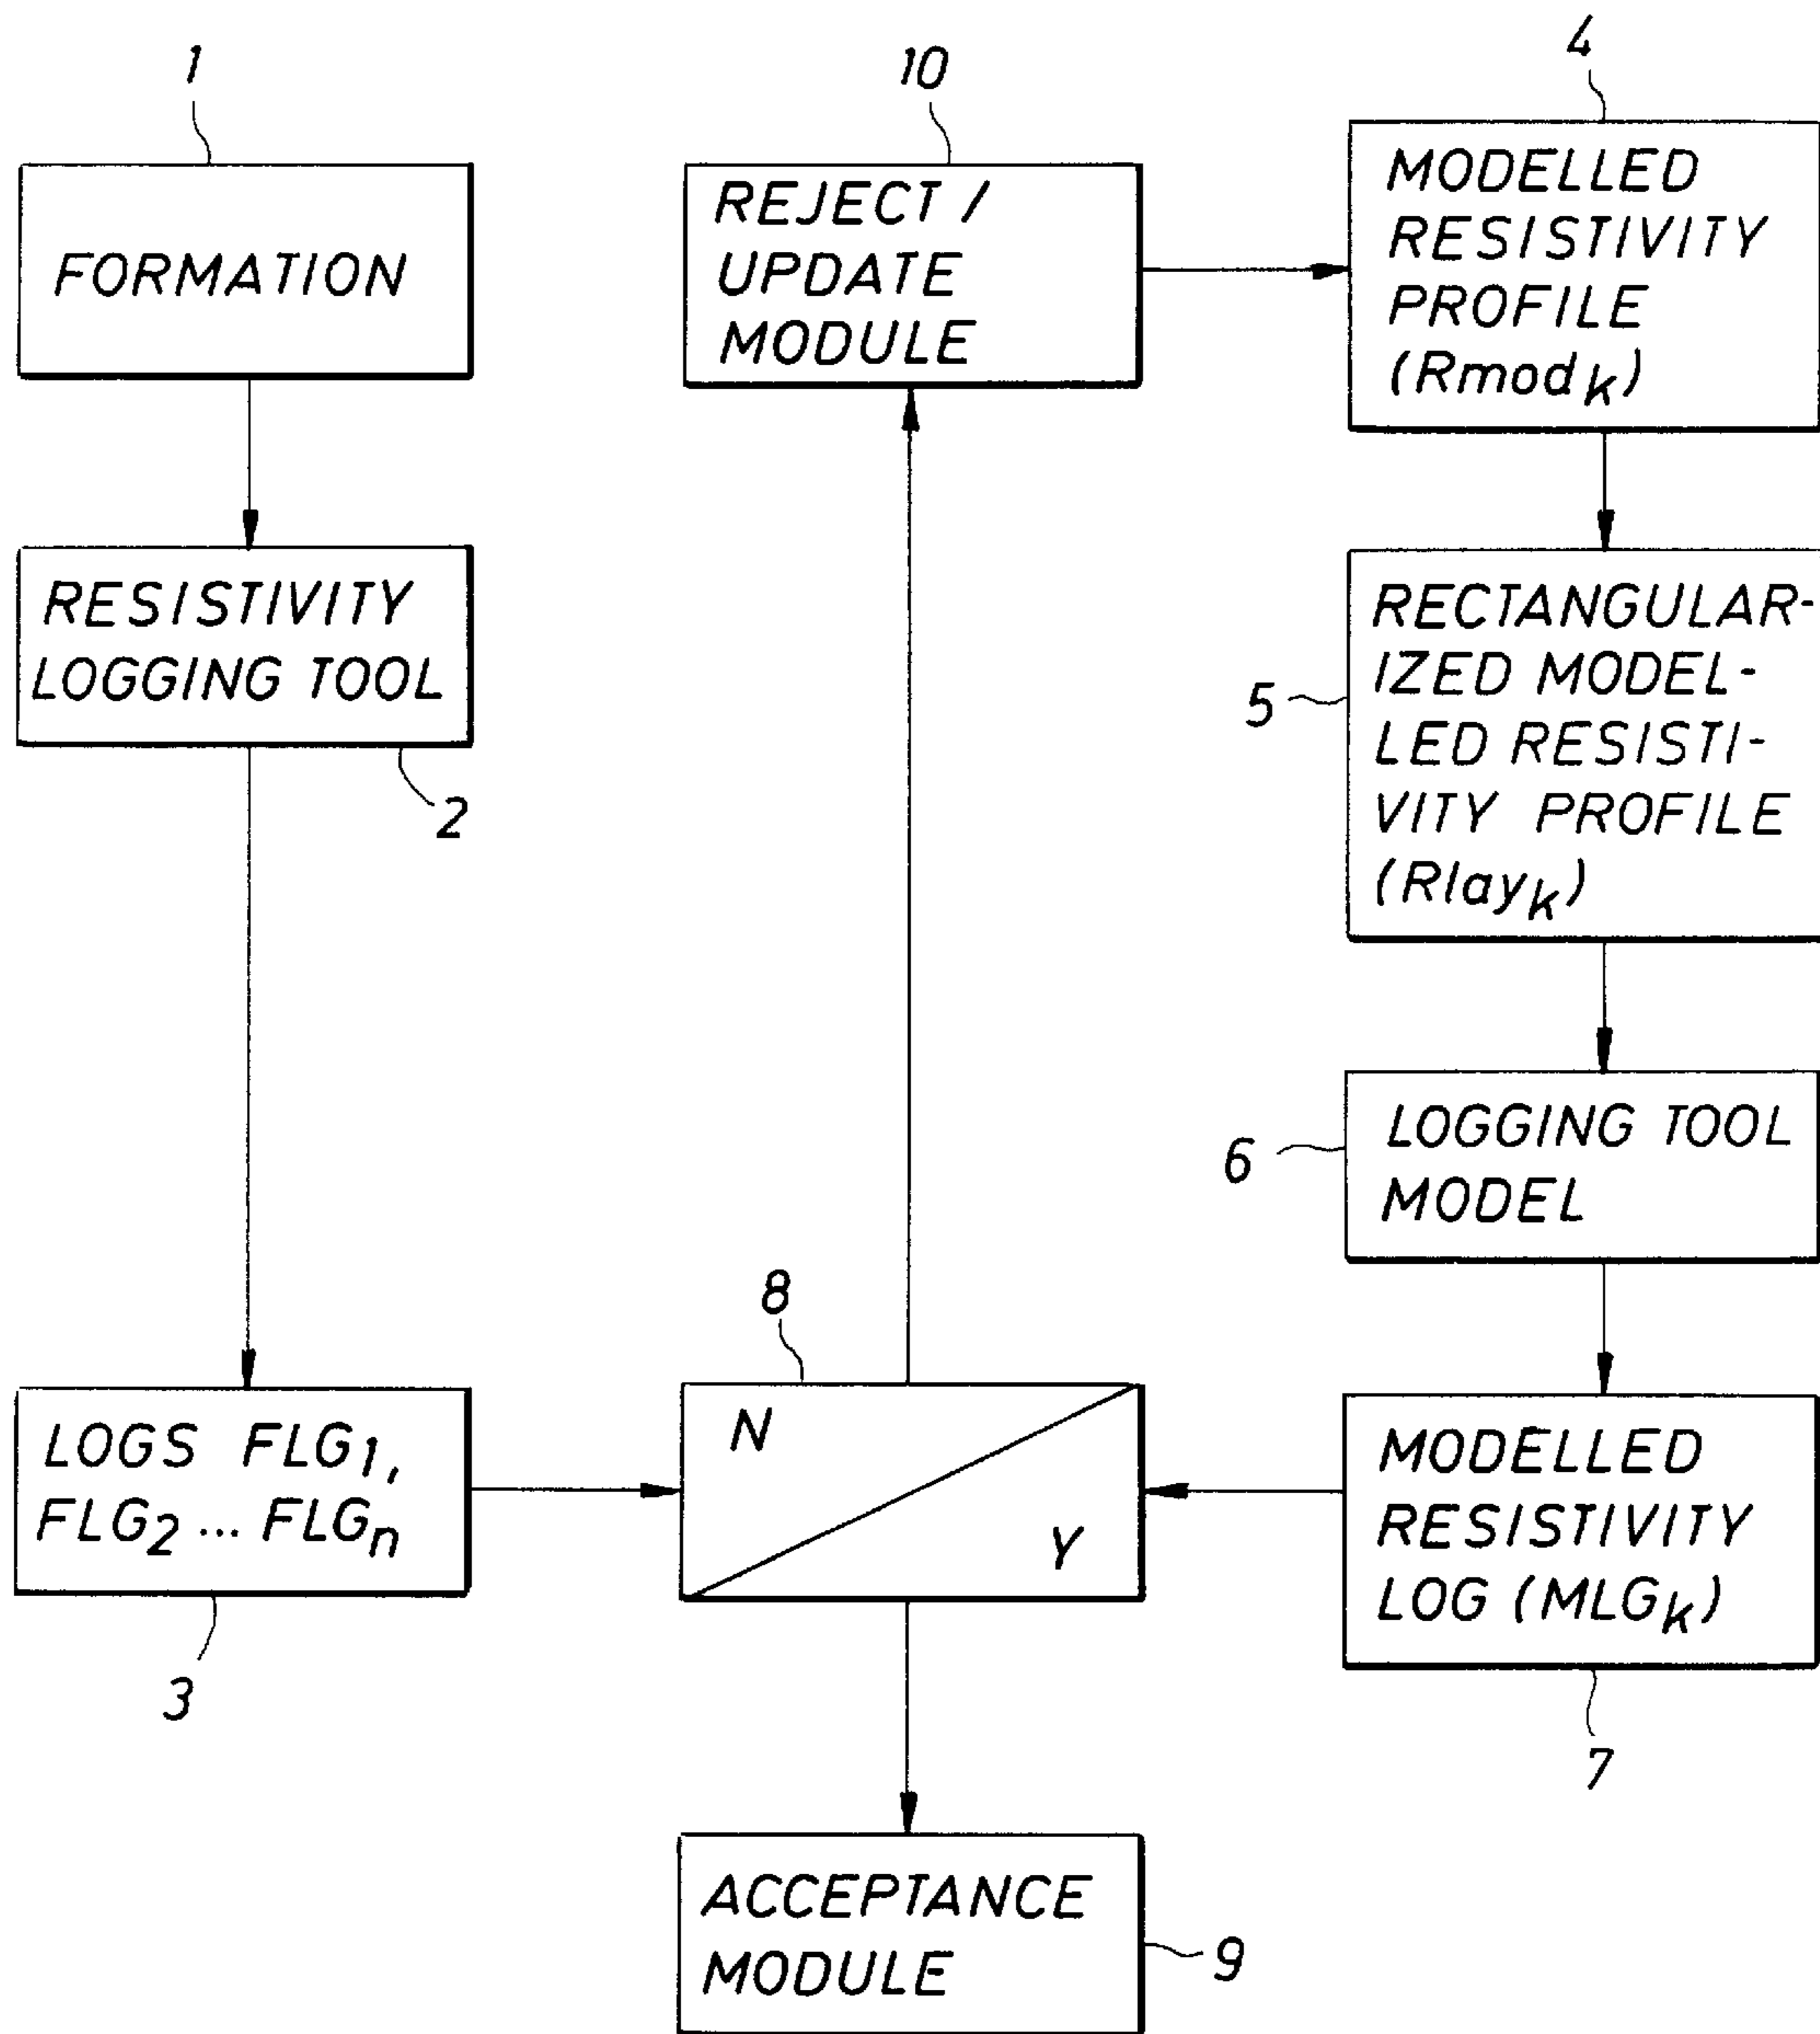 1
FORMATION
RESISTIVITY
LOGGING TOOL
2
LOGS FLG1,
FLG2 ... FLGn
3
10
REJECT /
UPDATE
MODULE
8
N
Y
ACCEPTANCE
MODULE
9
4
MODELLED
RESISTIVITY
PROFILE
(Rmodk)
5
RECTANGULAR-
IZED MODEL-
LED RESISTI-
VITY PROFILE
(Rlayk)
6
LOGGING TOOL
MODEL
MODELLED
RESISTIVITY
LOG (MLGk)
7